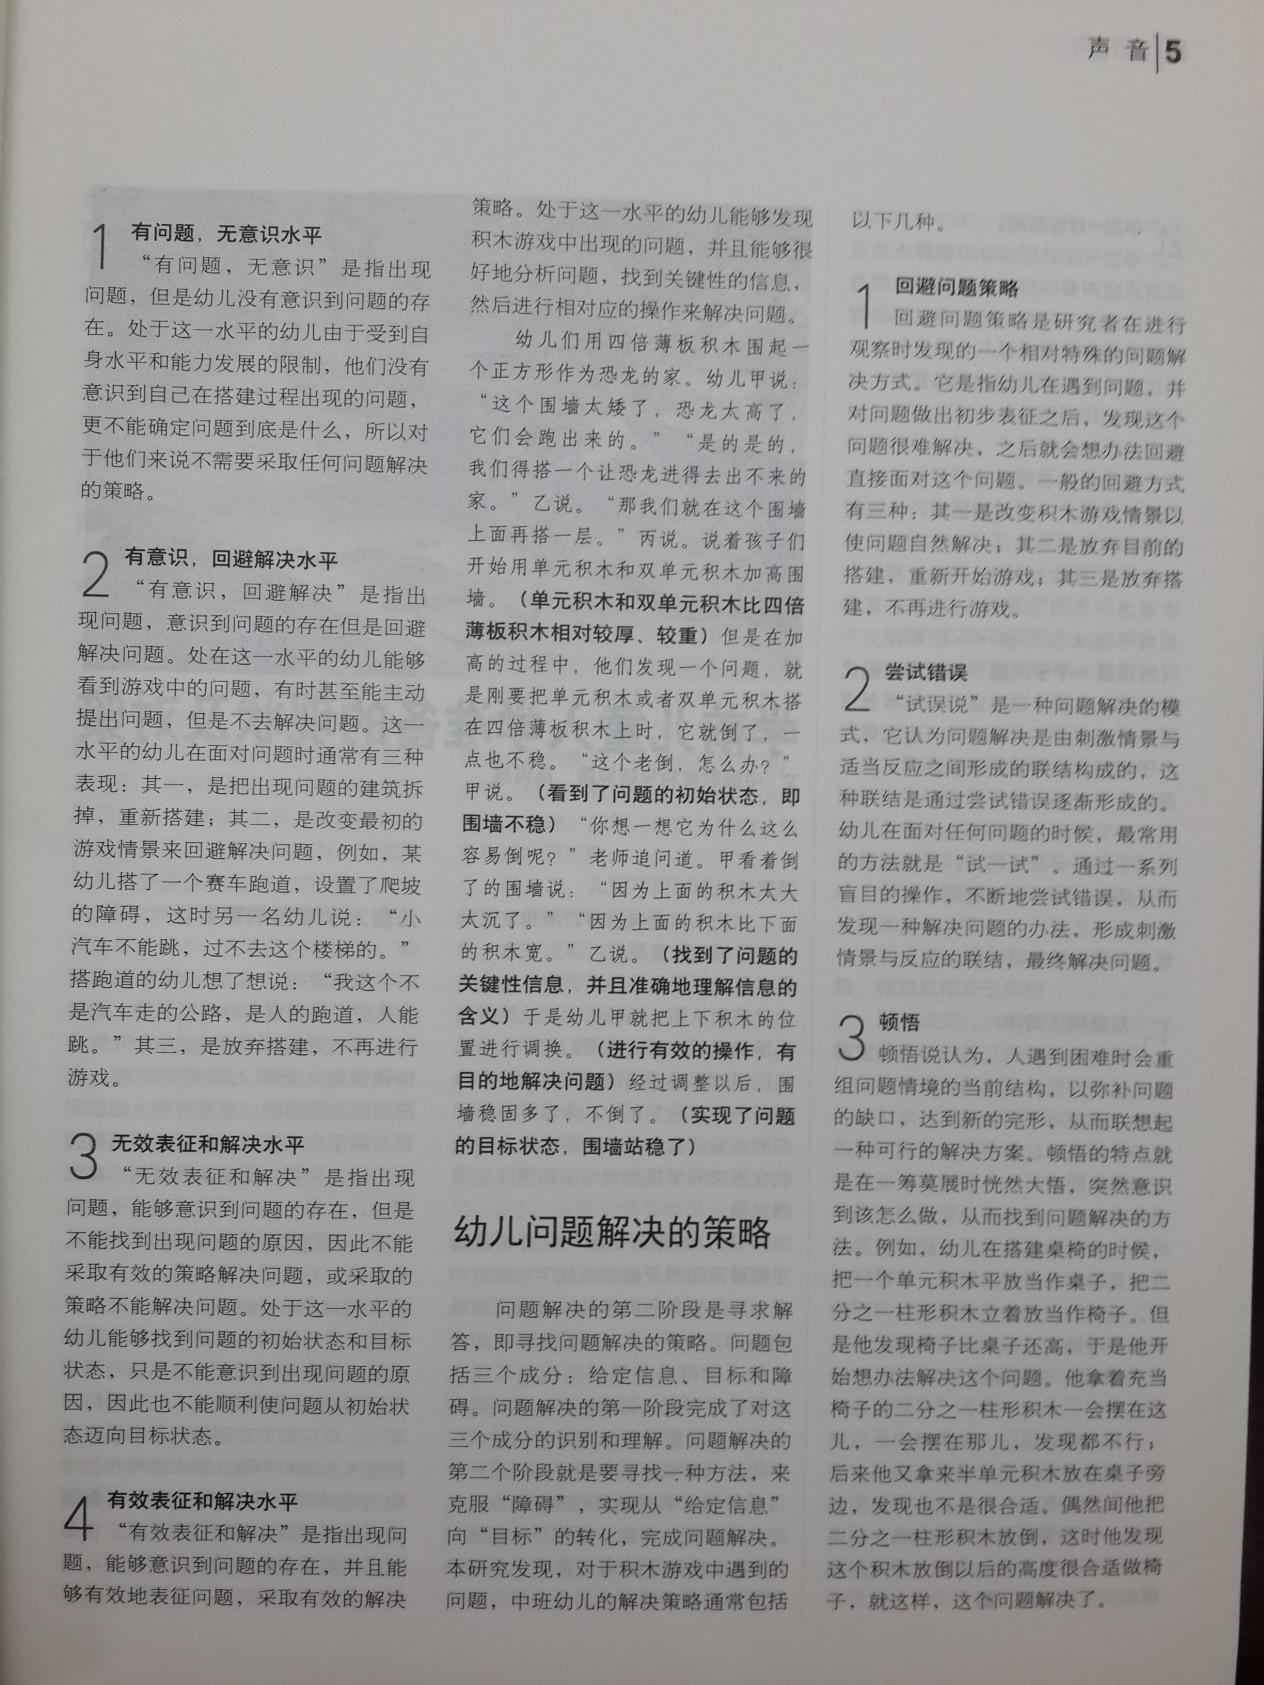 声音 5
1 有问题，无意识水平
“有问题，无意识”是指出现
问题，但是幼儿没有意识到问题的存
在。处于这一水平的幼儿由于受到自
身水平和能力发展的限制，他们没有
意识到自己在搭建过程出现的问题，
更不能确定问题到底是什么，所以对
于他们来说不需要采取任何问题解决
的策略。
2 有意识，回避解决水平
“有意识，回避解决”是指出
现问题，意识到问题的存在但是回避
解决问题。处在这一水平的幼儿能够
看到游戏中的问题，有时甚至能主动
提出问题，但是不去解决问题。这一
水平的幼儿在面对问题时通常有三种
表现：其一，是把出现问题的建筑拆
掉，重新搭建；其二，是改变最初的
游戏情景来回避解决问题，例如，某
幼儿搭了一个赛车跑道，设置了爬坡
的障碍，这时另一名幼儿说：“小
汽车不能跳，过不去这个楼梯的。”
搭跑道的幼儿想了想说：“我这个不
是汽车走的公路，是人的跑道，人能
跳。”其三，是放弃搭建，不再进行
游戏。
3 无效表征和解决水平
“无效表征和解决”是指出现
问题，能够意识到问题的存在，但是
不能找到出现问题的原因，因此不能
采取有效的策略解决问题，或采取的
策略不能解决问题。处于这一水平的
幼儿能够找到问题的初始状态和目标
状态，只是不能意识到出现问题的原
因，因此也不能顺利使问题从初始状
态迈向目标状态。
4 有效表征和解决水平
“有效表征和解决”是指出现问
题，能够意识到问题的存在，并且能
够有效地表征问题，采取有效的解决
策略。处于这一水平的幼儿能够发现
积木游戏中出现的问题，并且能够很
好地分析问题，找到关键性的信息，
然后进行相对应的操作来解决问题。
幼儿们用四倍薄板积木围起一
个正方形作为恐龙的家。幼儿甲说：
“这个围墙太矮了，恐龙太高了，
它们会跑出来的。”“是的是的，
我们得搭一个让恐龙进得去出不来的
家。”乙说。“那我们就在这个围墙
上面再搭一层。”丙说。说着孩子们
开始用单元积木和双单元积木加高围
墙。（单元积木和双单元积木比四倍
薄板积木相对较厚、较重）但是在加
高的过程中，他们发现一个问题，就
是刚要把单元积木或者双单元积木搭
在四倍薄板积木上时，它就倒了，一
点也不稳。“这个老倒，怎么办？”
甲说。（看到了问题的初始状态，即
围墙不稳）“你想一想它为什么这么
容易倒呢？”老师追问道。甲看着倒
了的围墙说：“因为上面的积木太大
太沉了。”“因为上面的积木比下面
的积木宽。”乙说。（找到了问题的
关键性信息，并且准确地理解信息的
含义）于是幼儿甲就把上下积木的位
置进行调换。（进行有效的操作，有
目的地解决问题）经过调整以后，围
墙稳固多了，不倒了。（实现了问题
的目标状态，围墙站稳了）
幼儿问题解决的策略
问题解决的第二阶段是寻求解
答，即寻找问题解决的策略。问题包
括三个成分：给定信息、目标和障
碍。问题解决的第一阶段完成了对这
三个成分的识别和理解。问题解决的
第二个阶段就是要寻找一种方法，来
克服“障碍”，实现从“给定信息”
向“目标”的转化，完成问题解决。
本研究发现，对于积木游戏中遇到的
问题，中班幼儿的解决策略通常包括
以下几种。
1 回避问题策略
回避问题策略是研究者在进行
观察时发现的一个相对特殊的问题解
决方式。它是指幼儿在遇到问题，并
对问题做出初步表征之后，发现这个
问题很难解决，之后就会想办法回避
直接面对这个问题。一般的回避方式
有三种：其一是改变积木游戏情景以
使问题自然解决；其二是放弃目前的
搭建，重新开始游戏；其三是放弃搭
建，不再进行游戏。
2 尝试错误
“试误说”是一种问题解决的模
式，它认为问题解决是由刺激情景与
适当反应之间形成的联结构成的，这
种联结是通过尝试错误逐渐形成的。
幼儿在面对任何问题的时候，最常用
的方法就是“试一试”。通过一系列
盲目的操作，不断地尝试错误，从而
发现一种解决问题的办法，形成刺激
情景与反应的联结，最终解决问题。
3 顿悟
顿悟说认为，人遇到困难时会重
组问题情境的当前结构，以弥补问题
的缺口，达到新的完形，从而联想起
一种可行的解决方案。顿悟的特点就
是在一筹莫展时恍然大悟，突然意识
到该怎么做，从而找到问题解决的方
法。例如，幼儿在搭建桌椅的时候，
把一个单元积木平放当作桌子，把二
分之一柱形积木立着放当作椅子。但
是他发现椅子比桌子还高，于是他开
始想办法解决这个问题。他拿着充当
椅子的二分之一柱形积木一会摆在这
儿，一会摆在那儿，发现都不行；
后来他又拿来半单元积木放在桌子旁
边，发现也不是很合适。偶然间他把
二分之一柱形积木放倒，这时他发现
这个积木放倒以后的高度很合适做椅
子，就这样，这个问题解决了。